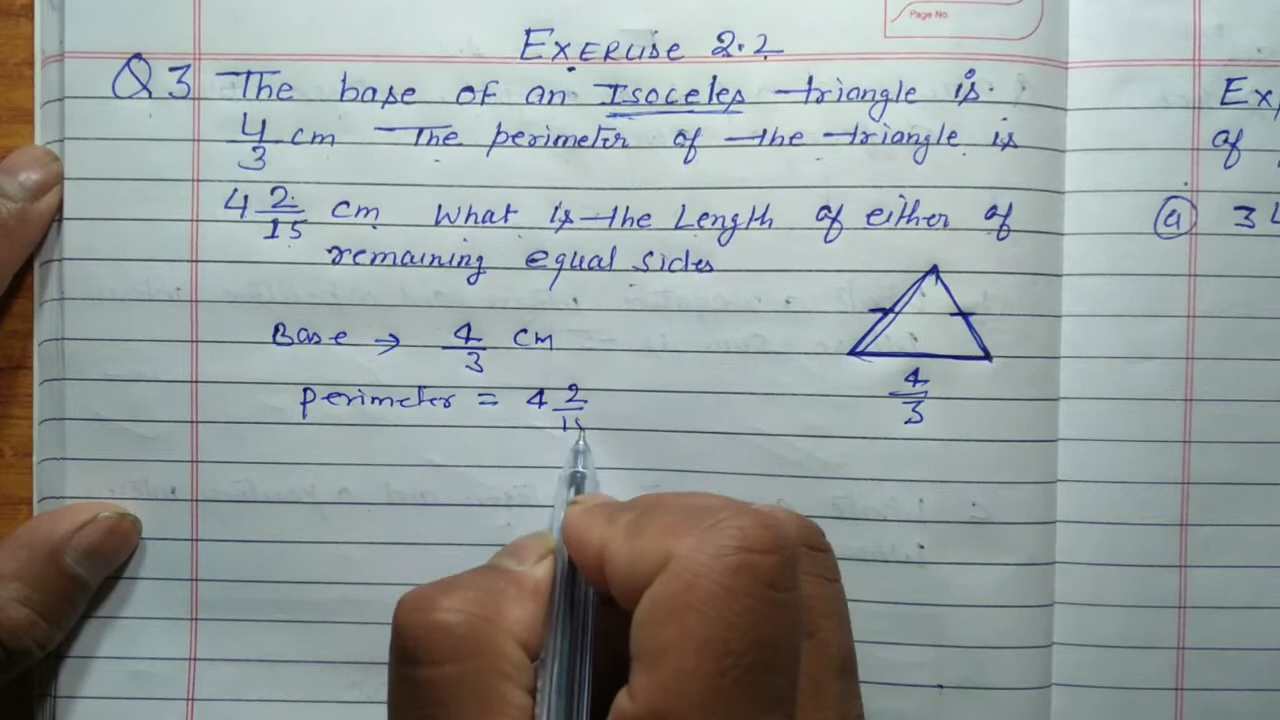 Page No.
EXERCISE 2.2
Q 3 The base of an Isoceles triangle is
4/3 cm The perimeter of the triangle is
4 2/15 cm What is the Length of either of
remaining equal sides
Base → 4/3 cm
Perimeter = 4 2/15
4/3
Ex
of
(a) 3